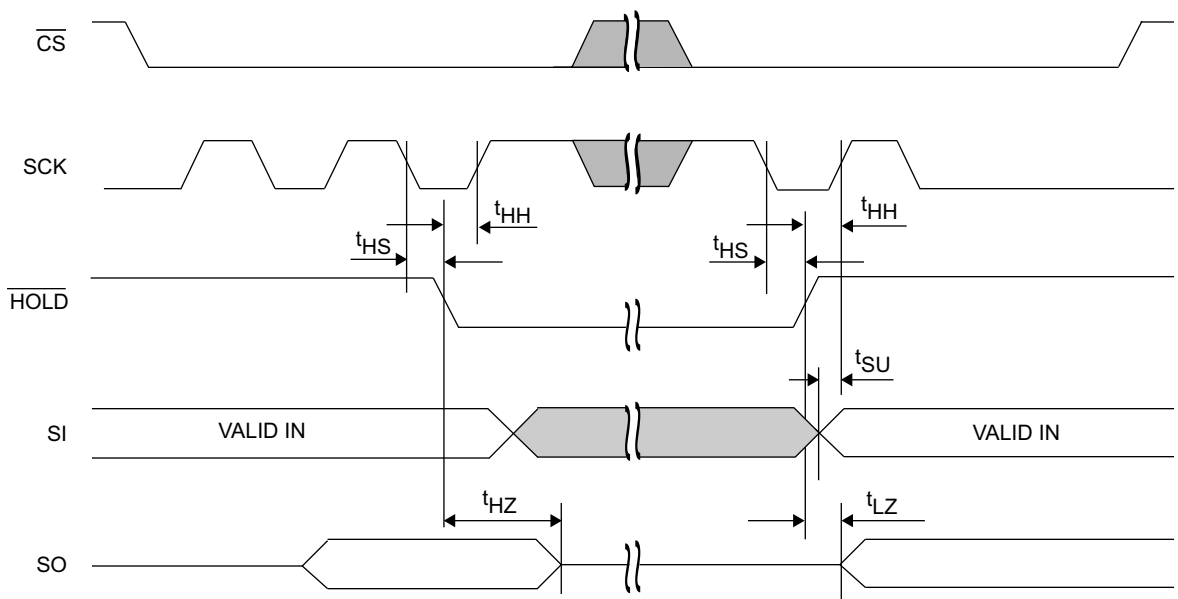 CS
SCK
tHH
tHH
tHS
tHS
HOLD
tSU
SI
VALID IN
VALID IN
tHZ
tLZ
SO